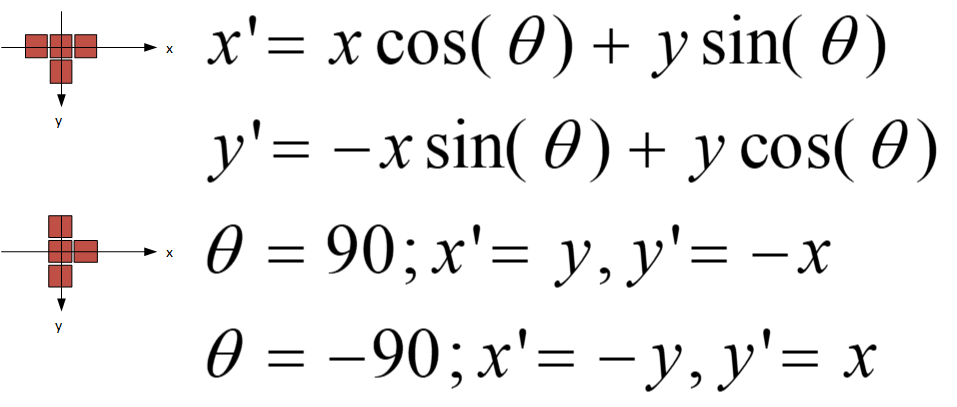 x
y
x'= x cos( θ) + y sin( θ)
y'= −x sin( θ) + y cos( θ)
x
y
θ = 90; x'= y, y'= −x
θ = −90; x'= −y, y'= x